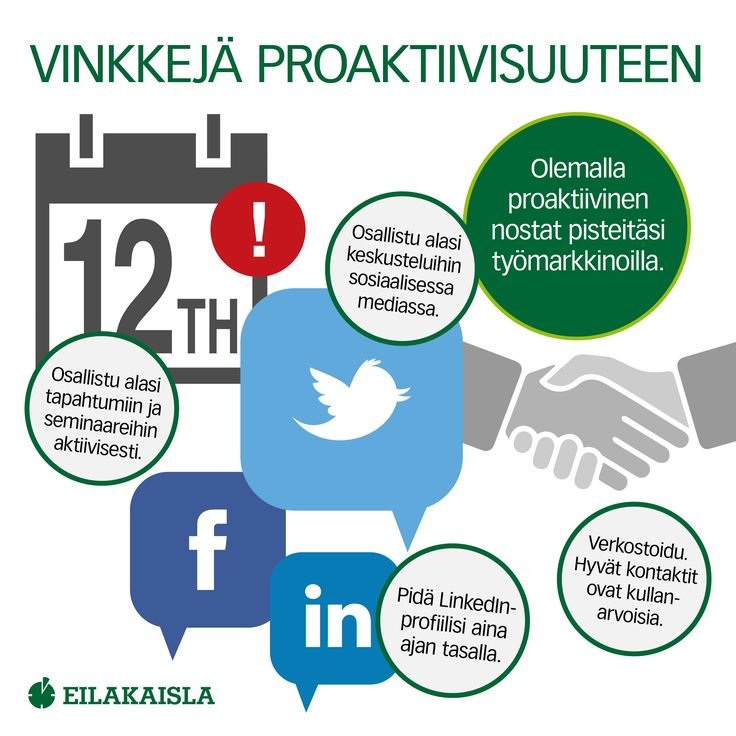 VINKKEJÄ PROAKTIIVISUUTEEN
12TH
!
Osallistu alasi
keskusteluihin
sosiaalisessa
mediassa.
Olemalla
proaktiivinen
nostat pisteitäsi
työmarkkinoilla.
Osallistu alasi
tapahtumiin ja
seminaareihin
aktiivisesti.
f
in
Pidä LinkedIn-
profiilisi aina
ajan tasalla.
Verkostoidu.
Hyvät kontaktit
ovat kullan-
arvoisia.
EILAKAISLA